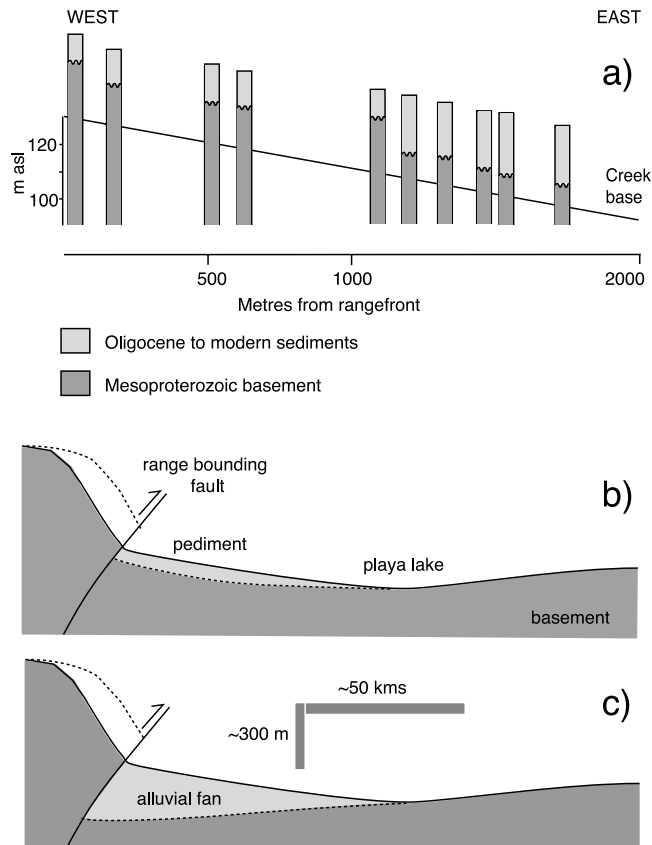 WEST
EAST
a)
120
m asl
100
Creek
base
500
1000
2000
Metres from rangefront
Oligocene to modern sediments
Mesoproterozoic basement
range bounding
fault
b)
pediment
playa lake
basement
~50 kms
c)
~300 m
alluvial fan